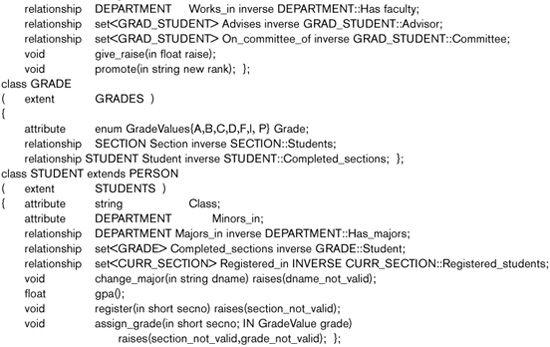 relationship DEPARTMENT Works_in inverse DEPARTMENT::Has faculty;
relationship set<GRAD_STUDENT> Advises inverse GRAD_STUDENT::Advisor;
relationship set<GRAD_STUDENT> On_committee_of inverse GRAD_STUDENT::Committee;
void give_raise(in float raise);
void promote(in string new rank); };
class GRADE
( extent GRADES )
{
attribute enum GradeValues{A,B,C,D,F,I, P} Grade;
relationship SECTION Section inverse SECTION::Students;
relationship STUDENT Student inverse STUDENT::Completed_sections; };
class STUDENT extends PERSON
( extent STUDENTS )
{ attribute string Class;
attribute DEPARTMENT Minors_in;
relationship DEPARTMENT Majors_in inverse DEPARTMENT::Has_majors;
relationship set<GRADE> Completed_sections inverse GRADE::Student;
relationship set<CURR_SECTION> Registered_in INVERSE CURR_SECTION::Registered_students;
void change_major(in string dname) raises(dname_not_valid);
float gpa();
void register(in short secno) raises(section_not_valid);
void assign_grade(in short secno; IN GradeValue grade)
raises(section_not_valid,grade_not_valid); };